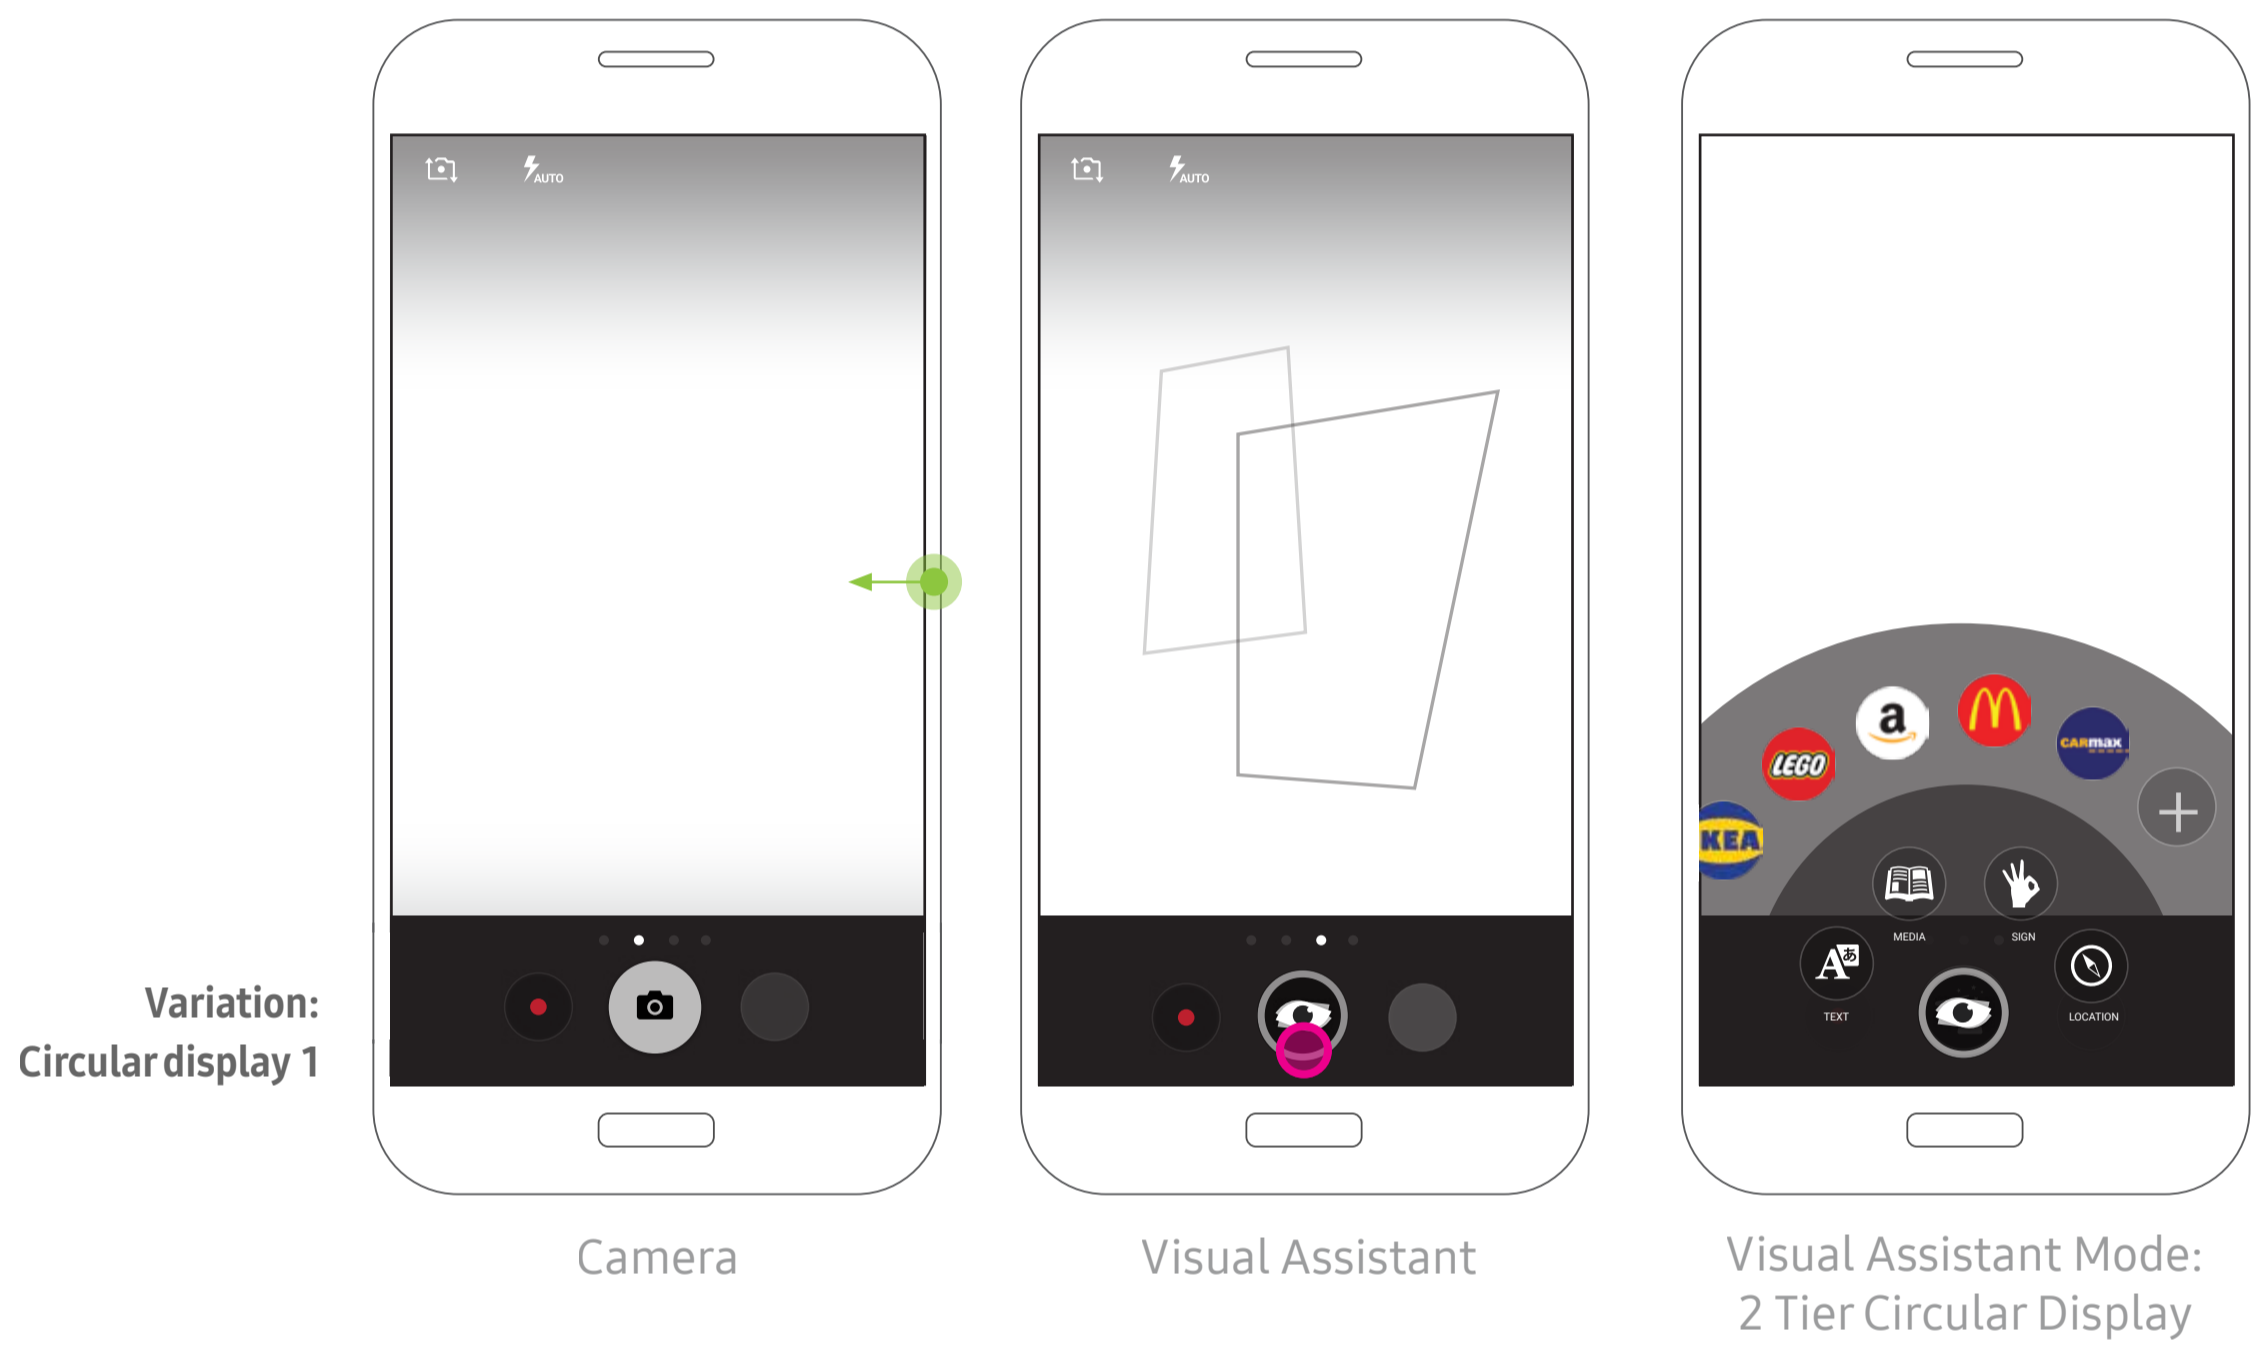 AUTO
AUTO
a
LEGO
CARmax
KEA
MEDIA
SIGN
A あ
TEXT
LOCATION
Variation:
Circular display 1
Camera
Visual Assistant
Visual Assistant Mode:
2 Tier Circular Display